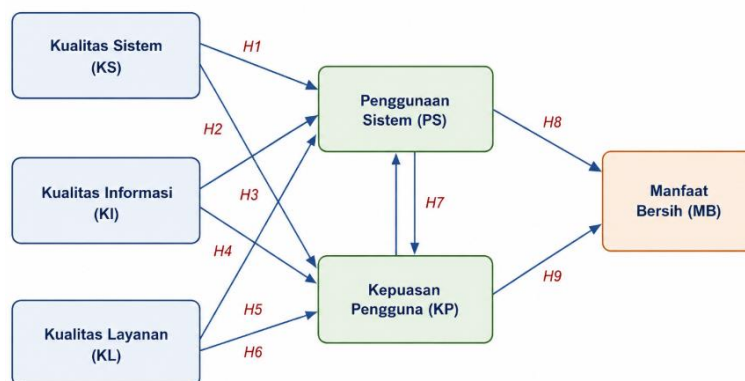 Kualitas Sistem
(KS)
H1
Penggunaan
Sistem (PS)
H2
H8
Kualitas Informasi
(KI)
H3
H7
Manfaat
Bersih (MB)
H4
H9
Kepuasan
Pengguna (KP)
Kualitas Layanan
(KL)
H5
H6